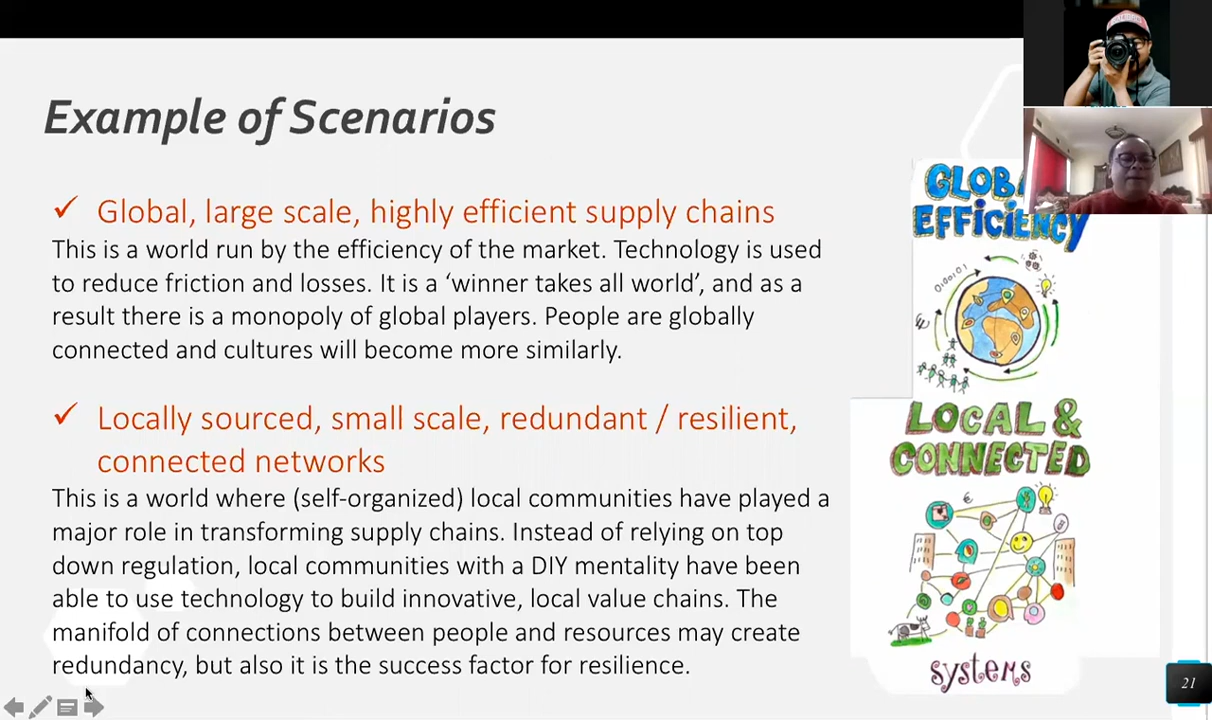 Example of Scenarios
✓ Global, large scale, highly efficient supply chains
This is a world run by the efficiency of the market. Technology is used
to reduce friction and losses. It is a ‘winner takes all world’, and as a
result there is a monopoly of global players. People are globally
connected and cultures will become more similarly.
✓ Locally sourced, small scale, redundant / resilient,
connected networks
This is a world where (self-organized) local communities have played a
major role in transforming supply chains. Instead of relying on top
down regulation, local communities with a DIY mentality have been
able to use technology to build innovative, local value chains. The
manifold of connections between people and resources may create
redundancy, but also it is the success factor for resilience.
GLOB
EFFICIENCY
010101
€
LOCAL &
CONNECTED
€
systems
21